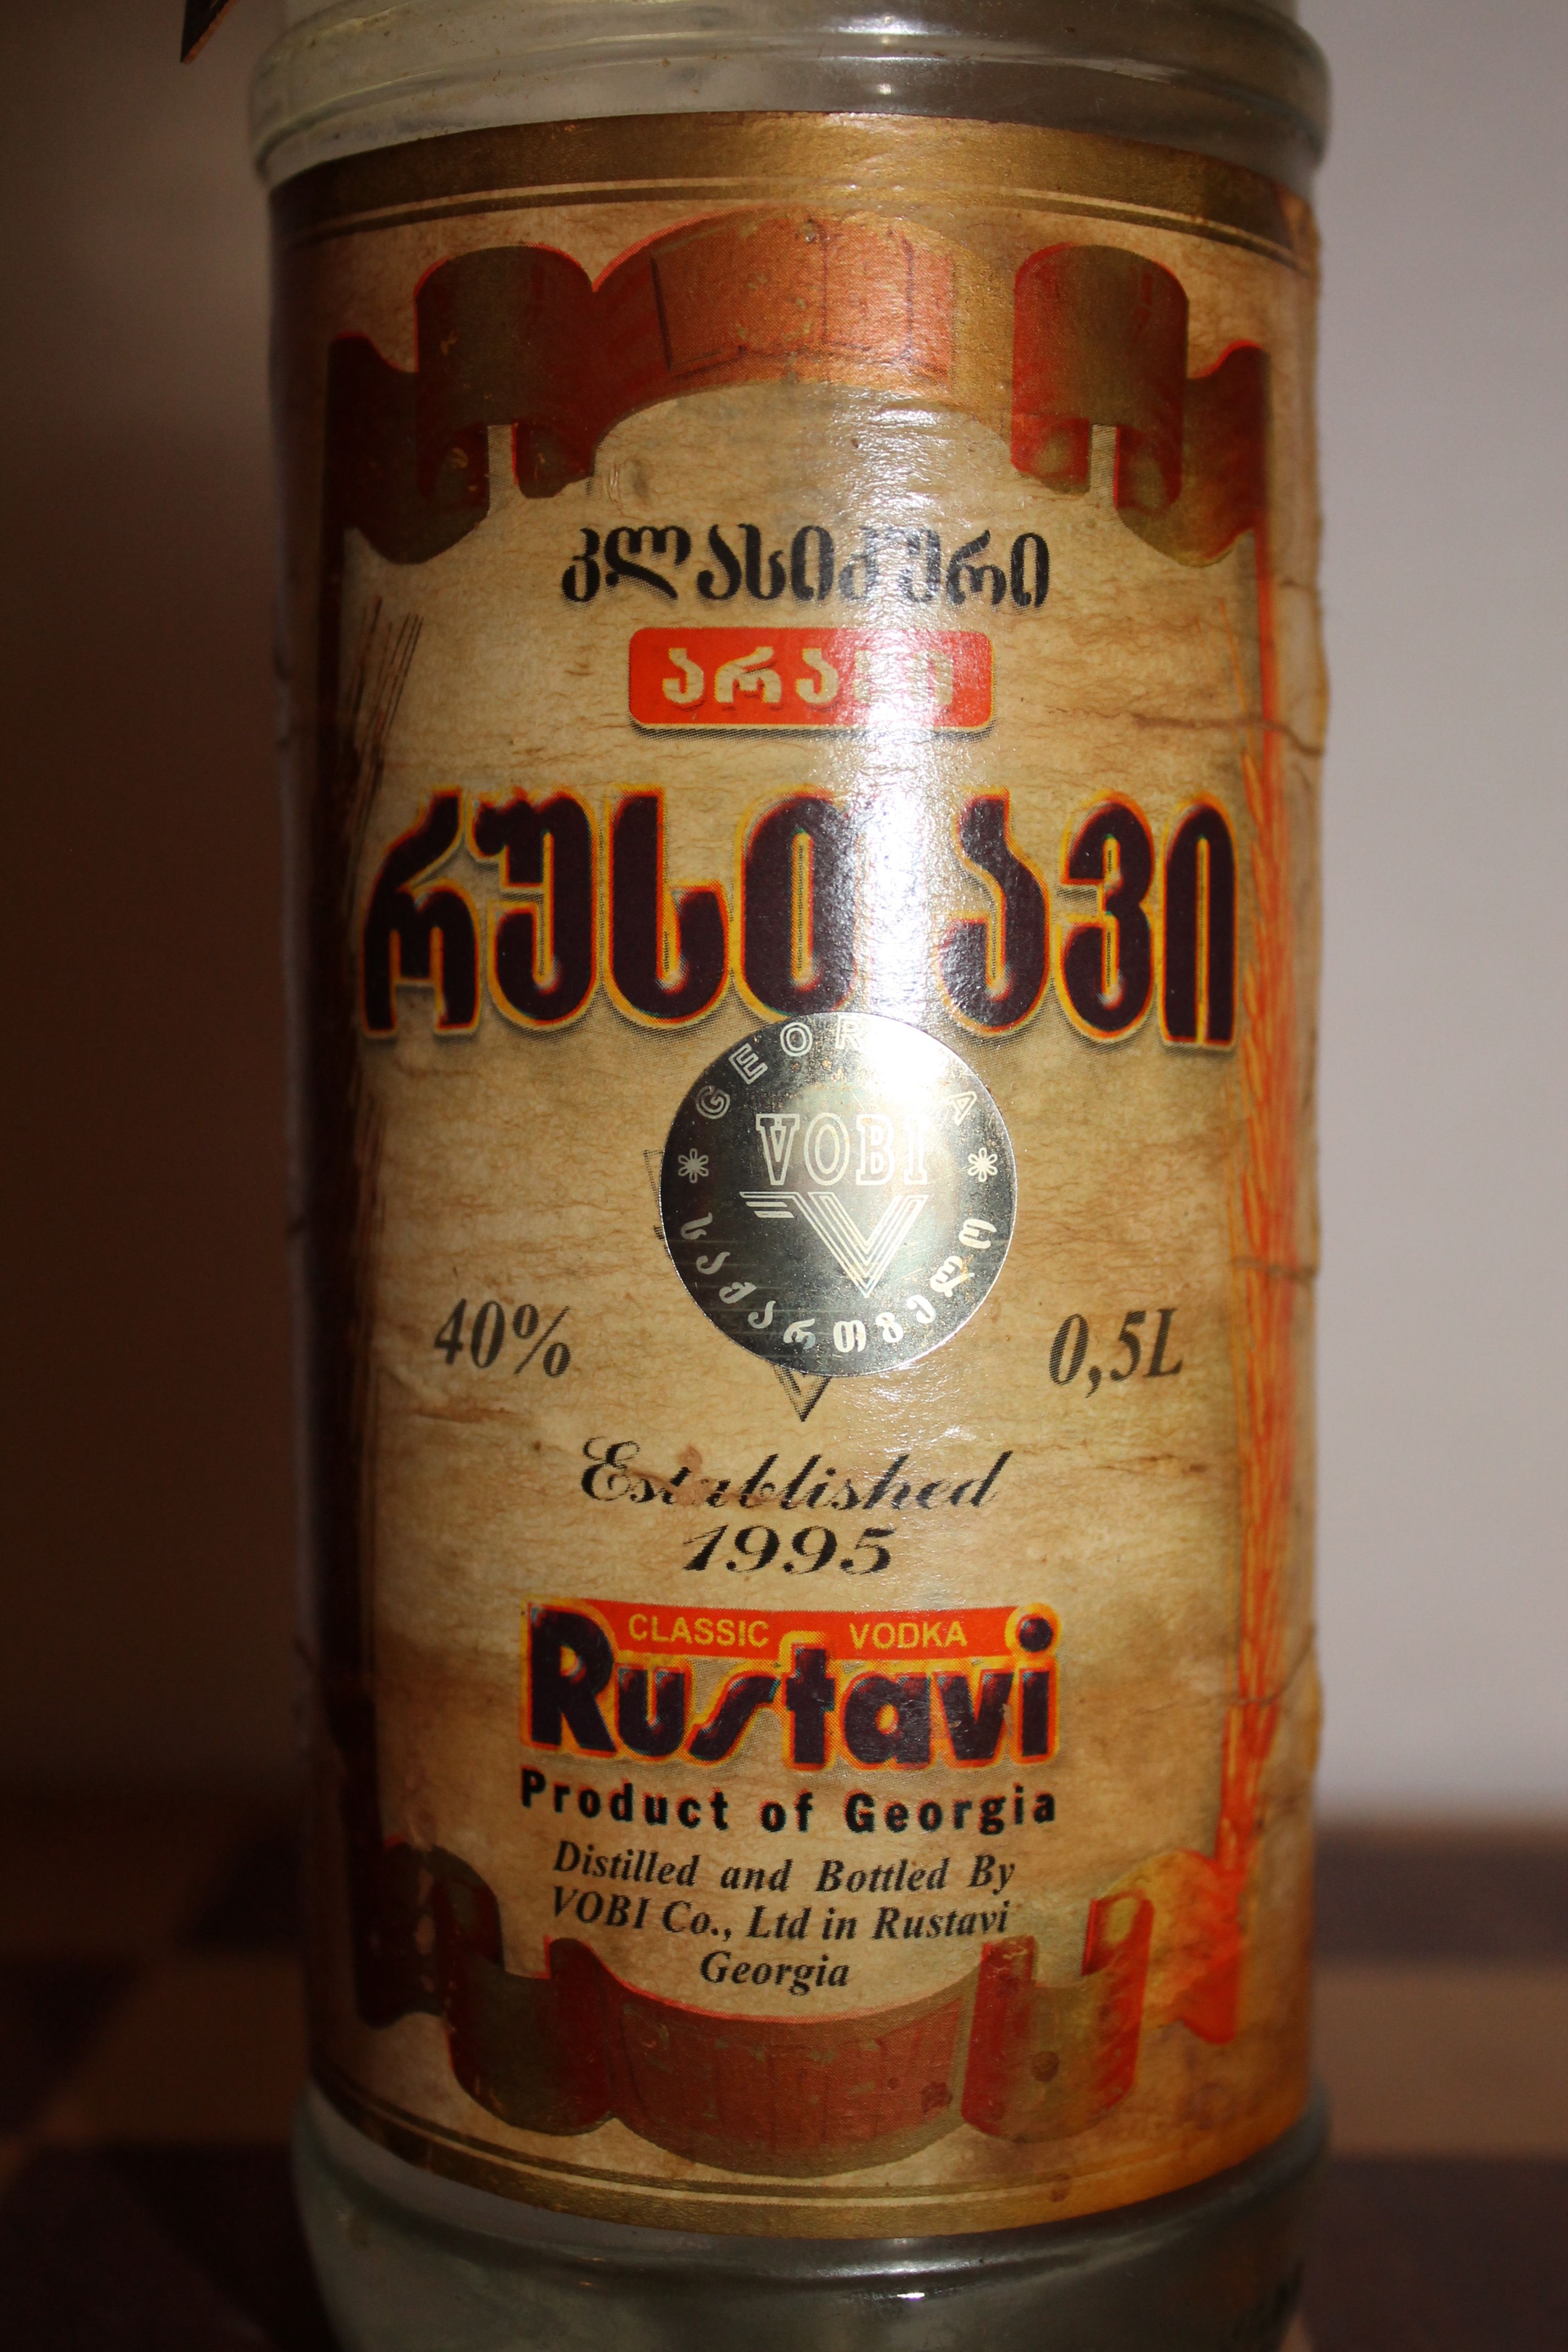 კლასიკური
არაყი
რუსთავი
GEORGIA
VOBI
საქართველო
40%
0,5L
Established
1995
CLASSIC VODKA
Rustavi
Product of Georgia
Distilled and Bottled By
VOBI Co., Ltd in Rustavi
Georgia